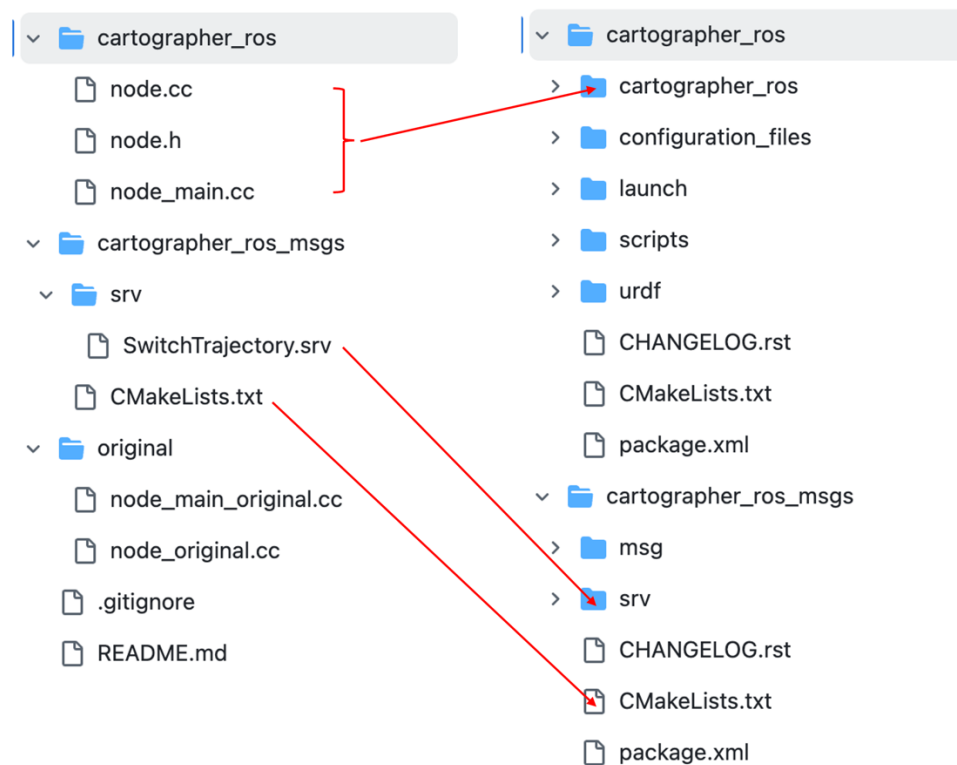 cartographer_ros
node.cc
node.h
node_main.cc
cartographer_ros_msgs
srv
SwitchTrajectory.srv
CMakeLists.txt
original
node_main_original.cc
node_original.cc
.gitignore
README.md
cartographer_ros
cartographer_ros
configuration_files
launch
scripts
urdf
CHANGELOG.rst
CMakeLists.txt
package.xml
cartographer_ros_msgs
msg
srv
CHANGELOG.rst
CMakeLists.txt
package.xml